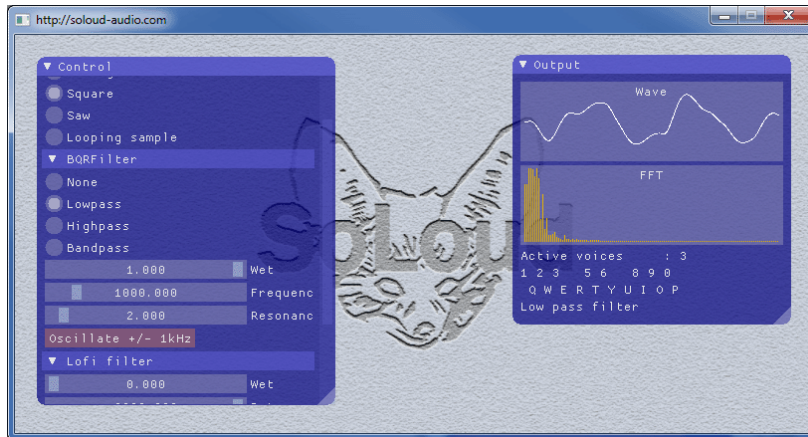 http://soloud-audio.com
Control
Square
Saw
Looping sample
BQRFilter
None
Lowpass
Highpass
Bandpass
1.000 Wet
1000.000 Frequenc
2.000 Resonanc
Oscillate +/- 1kHz
Lofi filter
0.000 Wet
SoLoud
Output
Wave
FFT
Active voices : 3
1 2 3 5 6 8 9 0
Q W E R T Y U I O P
Low pass filter